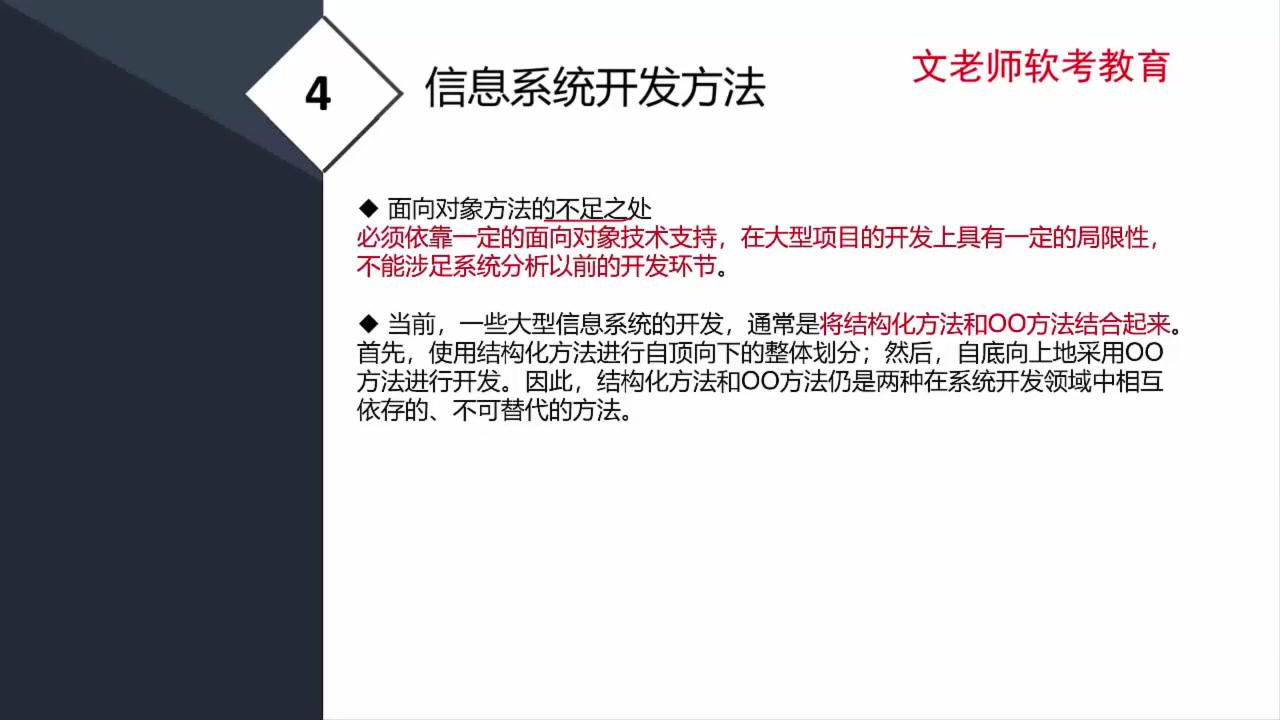 4
信息系统开发方法
文老师软考教育
◆ 面向对象方法的不足之处
必须依靠一定的面向对象技术支持，在大型项目的开发上具有一定的局限性，
不能涉足系统分析以前的开发环节。
◆ 当前，一些大型信息系统的开发，通常是将结构化方法和OO方法结合起来。
首先，使用结构化方法进行自顶向下的整体划分；然后，自底向上地采用OO
方法进行开发。因此，结构化方法和OO方法仍是两种在系统开发领域中相互
依存的、不可替代的方法。